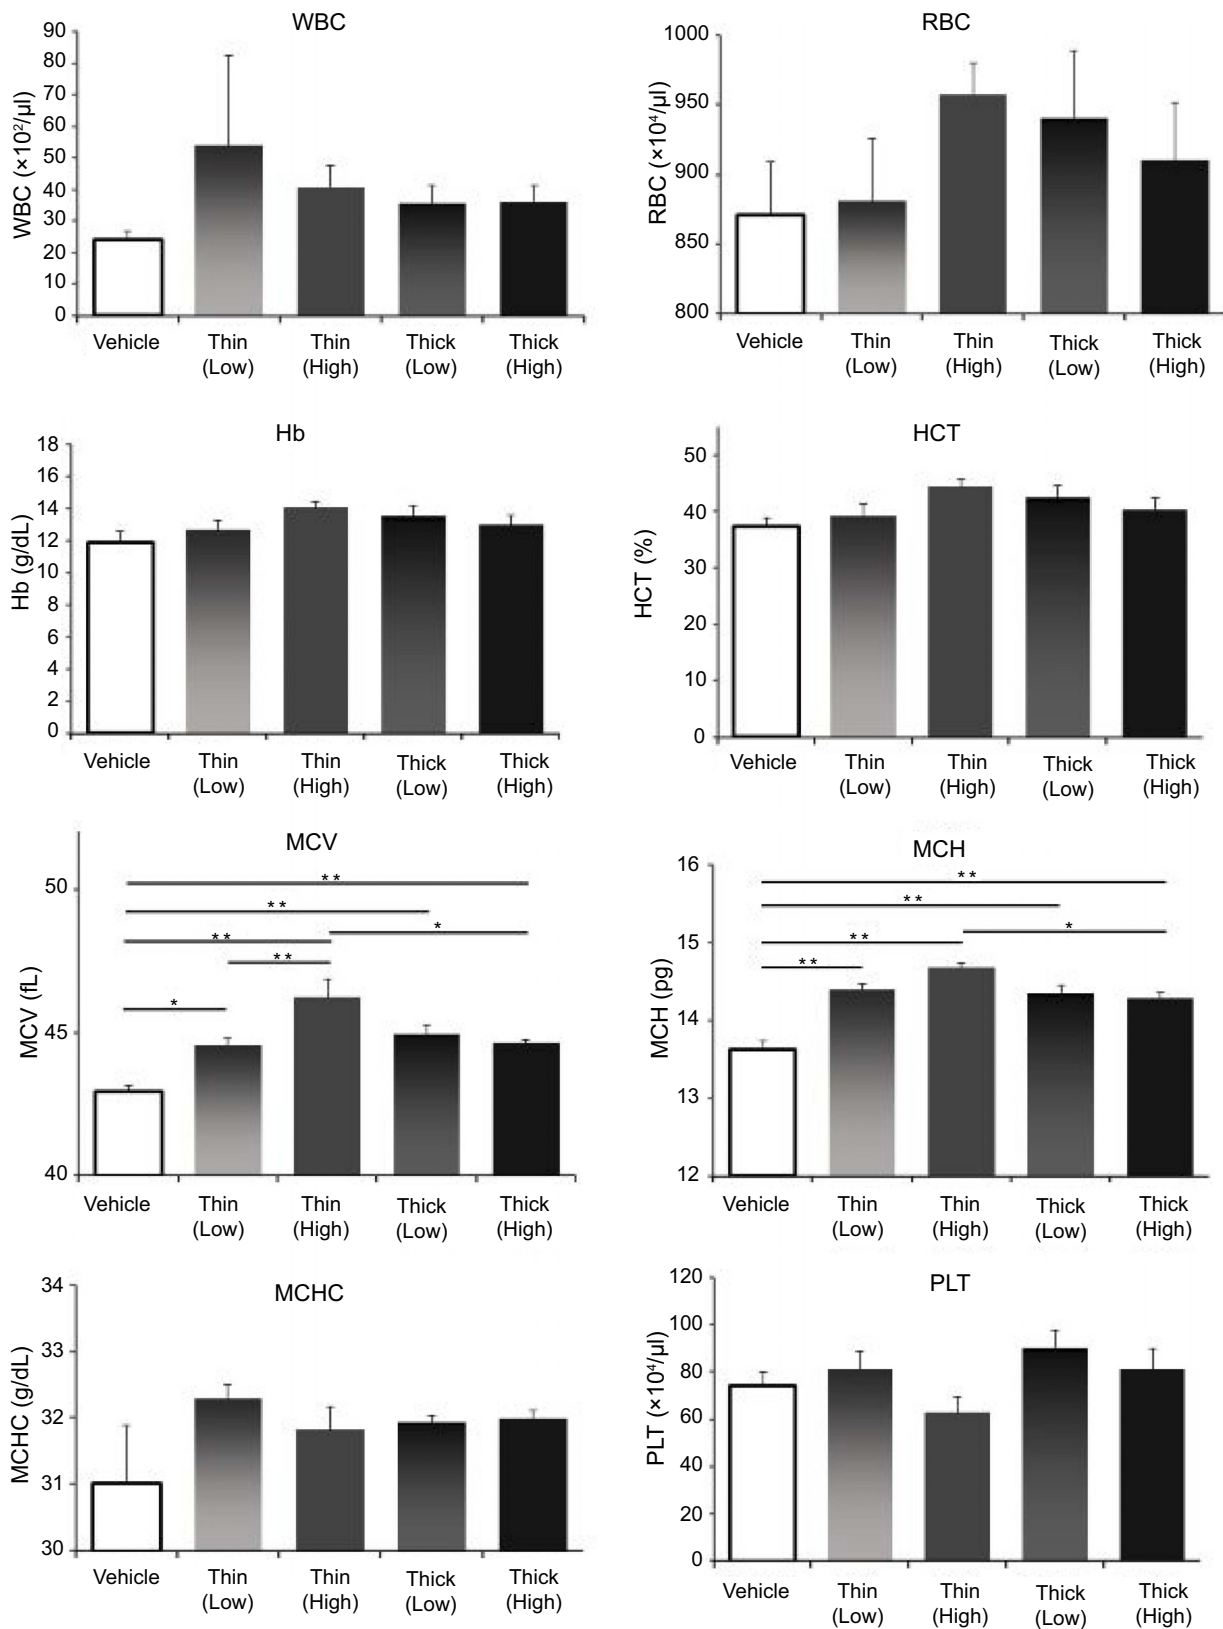 WBC
WBC (×10²/μl)
90
80
70
60
50
40
30
20
10
0
Vehicle
Thin
(Low)
Thin
(High)
Thick
(Low)
Thick
(High)
RBC
RBC (×10⁴/μl)
1000
950
900
850
800
Vehicle
Thin
(Low)
Thin
(High)
Thick
(Low)
Thick
(High)
Hb
Hb (g/dL)
18
16
14
12
10
8
6
4
2
0
Vehicle
Thin
(Low)
Thin
(High)
Thick
(Low)
Thick
(High)
HCT
HCT (%)
50
40
30
20
10
0
Vehicle
Thin
(Low)
Thin
(High)
Thick
(Low)
Thick
(High)
MCV
MCV (fL)
50
45
40
**
**
*
**
**
*
Vehicle
Thin
(Low)
Thin
(High)
Thick
(Low)
Thick
(High)
MCH
MCH (pg)
16
15
14
13
12
**
**
*
**
**
Vehicle
Thin
(Low)
Thin
(High)
Thick
(Low)
Thick
(High)
MCHC
MCHC (g/dL)
34
33
32
31
30
Vehicle
Thin
(Low)
Thin
(High)
Thick
(Low)
Thick
(High)
PLT
PLT (×10⁴/μl)
120
100
80
60
40
20
0
Vehicle
Thin
(Low)
Thin
(High)
Thick
(Low)
Thick
(High)